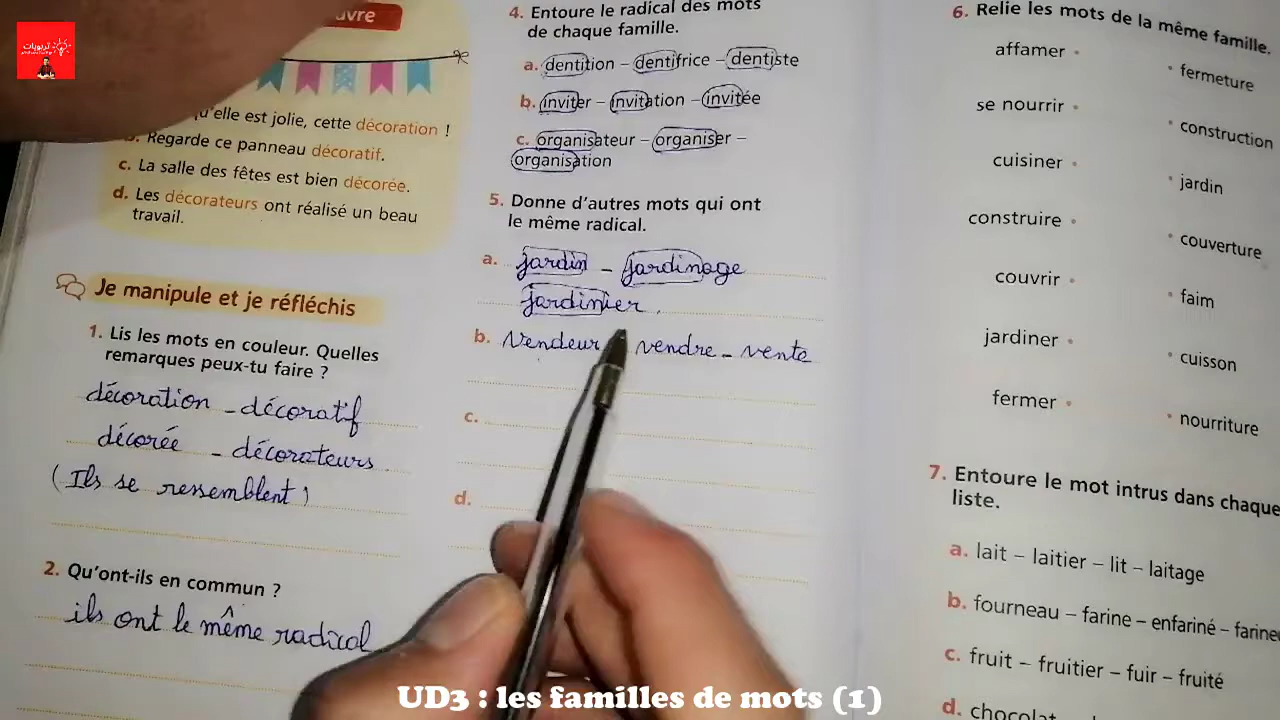 تربويات
qu'elle est jolie, cette décoration !
b. Regarde ce panneau décoratif.
c. La salle des fêtes est bien décorée.
d. Les décorateurs ont réalisé un beau
travail.
Je manipule et je réfléchis
1. Lis les mots en couleur. Quelles
remarques peux-tu faire ?
décoration - décoratif
décorée - décorateurs
(Ils se ressemblent)
2. Qu'ont-ils en commun ?
ils ont le même radical
4. Entoure le radical des mots
de chaque famille.
a. dentition – dentifrice – dentiste
b. inviter – invitation – invitée
c. organisateur – organiser –
organisation
5. Donne d'autres mots qui ont
le même radical.
a. jardin - jardinage
jardinier.
b. vendeur vendre - vente
c.
d.
6. Relie les mots de la même famille.
affamer • • fermeture
se nourrir • • construction
cuisiner • • jardin
construire • • couverture
couvrir • • faim
jardiner • • cuisson
fermer • • nourriture
7. Entoure le mot intrus dans chaque
liste.
a. lait – laitier – lit – laitage
b. fourneau – farine – enfariné –
c. fruit – fruitier – fuir – fruité
d. chocolat
UD3 : les familles de mots (1)